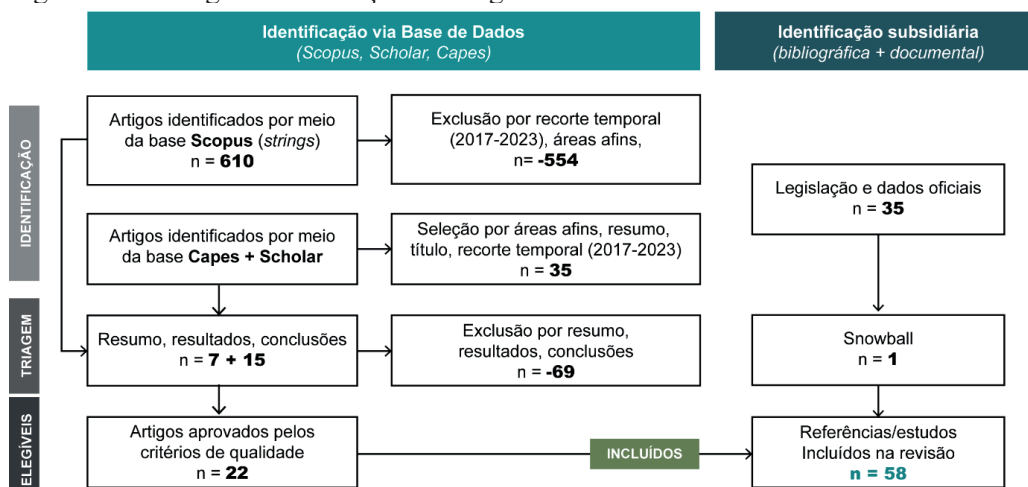 Identificação via Base de Dados
(Scopus, Scholar, Capes)
Identificação subsidiária
(bibliográfica + documental)
IDENTIFICAÇÃO
Artigos identificados por meio
da base Scopus (strings)
n = 610
Exclusão por recorte temporal
(2017-2023), áreas afins,
n= -554
Legislação e dados oficiais
n = 35
Artigos identificados por meio
da base Capes + Scholar
Seleção por áreas afins, resumo,
título, recorte temporal (2017-2023)
n = 35
TRIAGEM
Resumo, resultados, conclusões
n = 7 + 15
Exclusão por resumo,
resultados, conclusões
n = -69
Snowball
n = 1
ELEGÍVEIS
Artigos aprovados pelos
critérios de qualidade
n = 22
INCLUÍDOS
Referências/estudos
Incluídos na revisão
n = 58